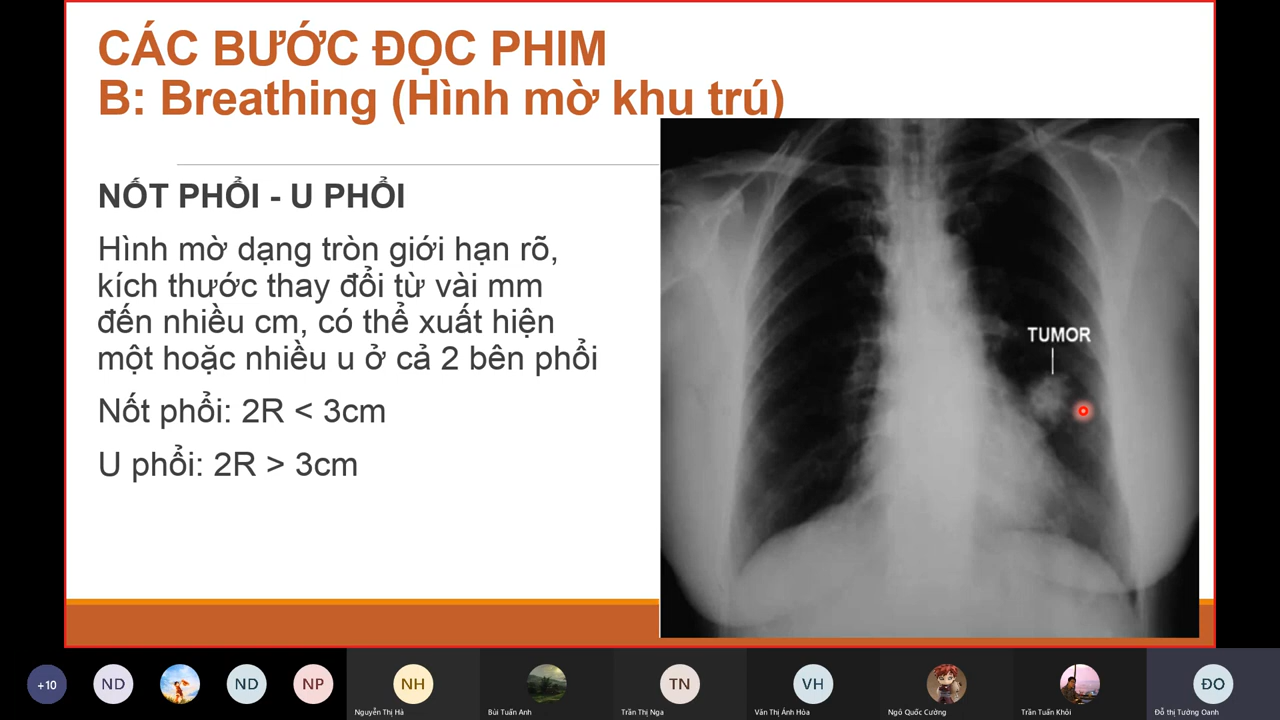 CÁC BƯỚC ĐỌC PHIM
B: Breathing (Hình mờ khu trú)
NỐT PHỔI - U PHỔI
Hình mờ dạng tròn giới hạn rõ,
kích thước thay đổi từ vài mm
đến nhiều cm, có thể xuất hiện
một hoặc nhiều u ở cả 2 bên phổi
Nốt phổi: 2R < 3cm
U phổi: 2R > 3cm
TUMOR
+10
ND
ND
NP
NH
TN
VH
ĐO
Nguyễn Thị Hà
Bùi Tuấn Anh
Trần Thị Nga
Văn Thị Ánh Hòa
Ngô Quốc Cường
Trần Tuấn Khôi
Đỗ thị Tường Oanh